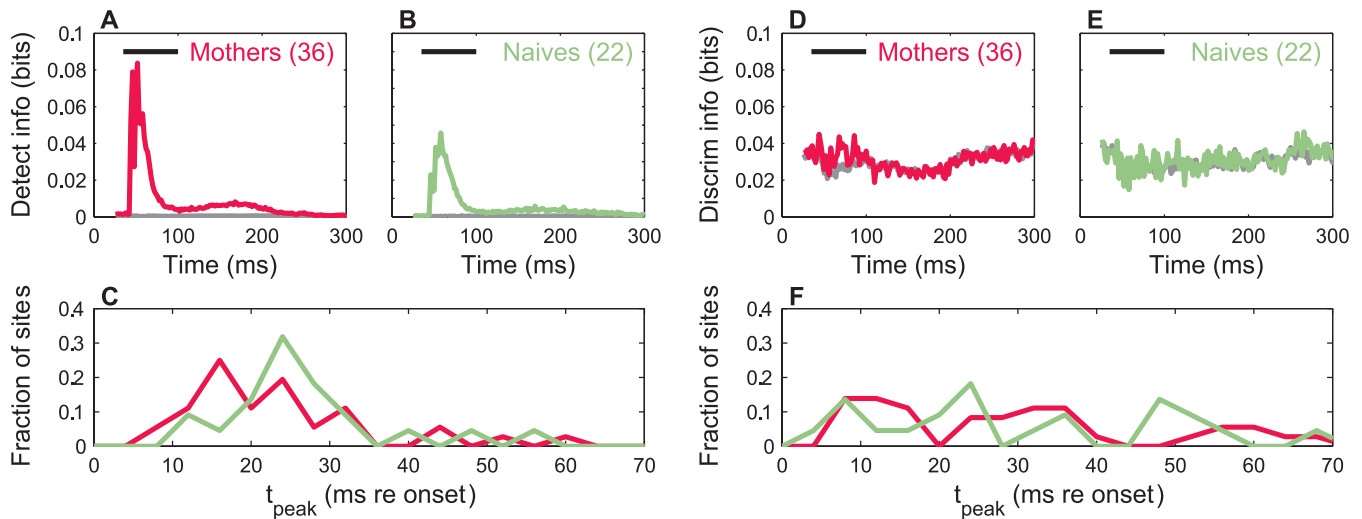 A
Detect info (bits)
0.1
0.08
0.06
0.04
0.02
0
Mothers (36)
0 100 200 300
Time (ms)
B
Naives (22)
0 100 200 300
Time (ms)
C
Fraction of sites
0.4
0.3
0.2
0.1
0
0 10 20 30 40 50 60 70
t_peak (ms re onset)
D
Discrim info (bits)
0.1
0.08
0.06
0.04
0.02
0
Mothers (36)
0 100 200 300
Time (ms)
E
Naives (22)
0 100 200 300
Time (ms)
F
Fraction of sites
0.4
0.3
0.2
0.1
0
0 10 20 30 40 50 60 70
t_peak (ms re onset)